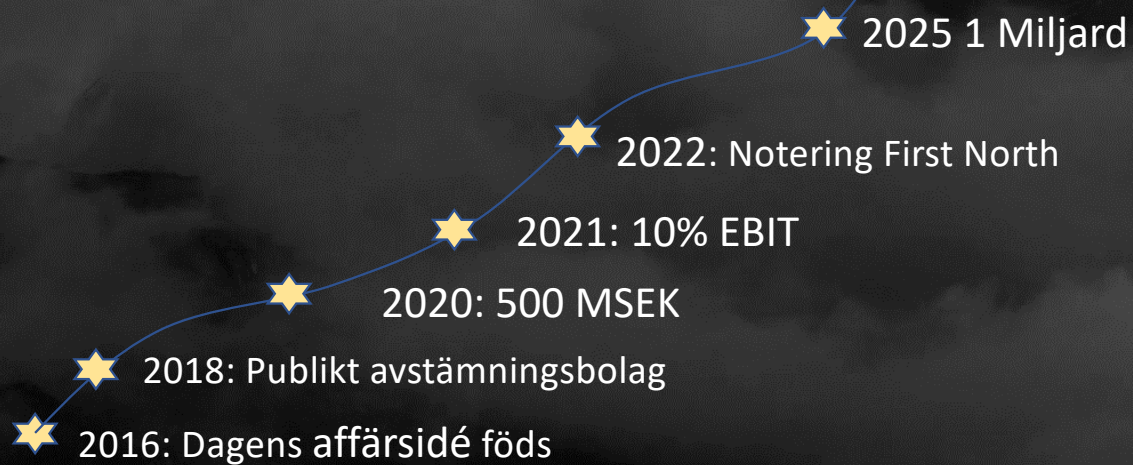 2025 1 Miljard
2022: Notering First North
2021: 10% EBIT
2020: 500 MSEK
2018: Publikt avstämningsbolag
2016: Dagens affärsidé föds